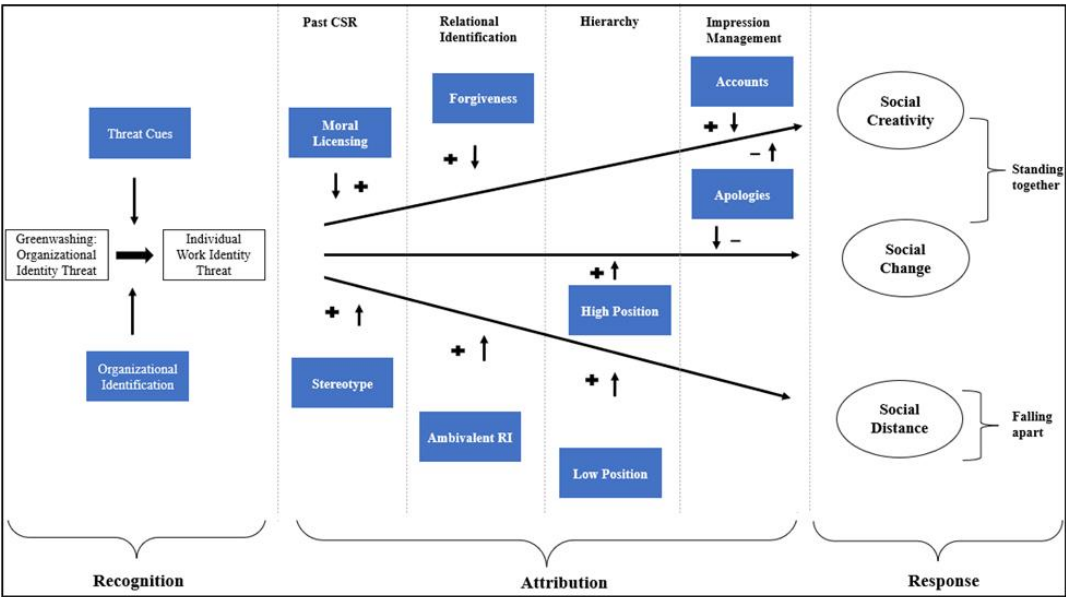 Past CSR
Relational
Identification
Hierarchy
Impression
Management
Threat Cues
Greenwashing:
Organizational
Identity Threat
Individual
Work Identity
Threat
Organizational
Identification
Moral
Licensing
+
Stereotype
+
Forgiveness
+
Ambivalent RI
+
High Position
+
Low Position
+
Accounts
+
–
Apologies
–
Social
Creativity
Social
Change
Social
Distance
Standing
together
Falling
apart
Recognition
Attribution
Response